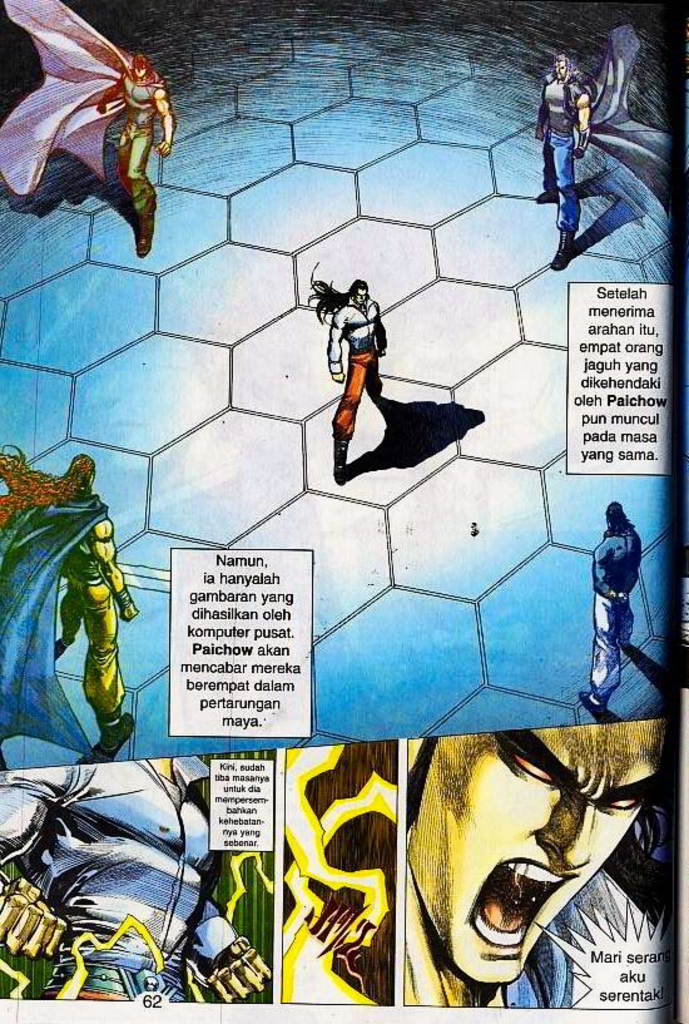 Setelah
menerima
arahan itu,
empat orang
jaguh yang
dikehendaki
oleh Paichow
pun muncul
pada masa
yang sama.
Namun,
ia hanyalah
gambaran yang
dihasilkan oleh
komputer pusat.
Paichow akan
mencabar mereka
berempat dalam
pertarungan
maya.
Kini, sudah
tiba masanya
untuk dia
mempersem-
bahkan
kehebatan-
nya yang
sebenar.
Mari serang
aku
serentak!
62